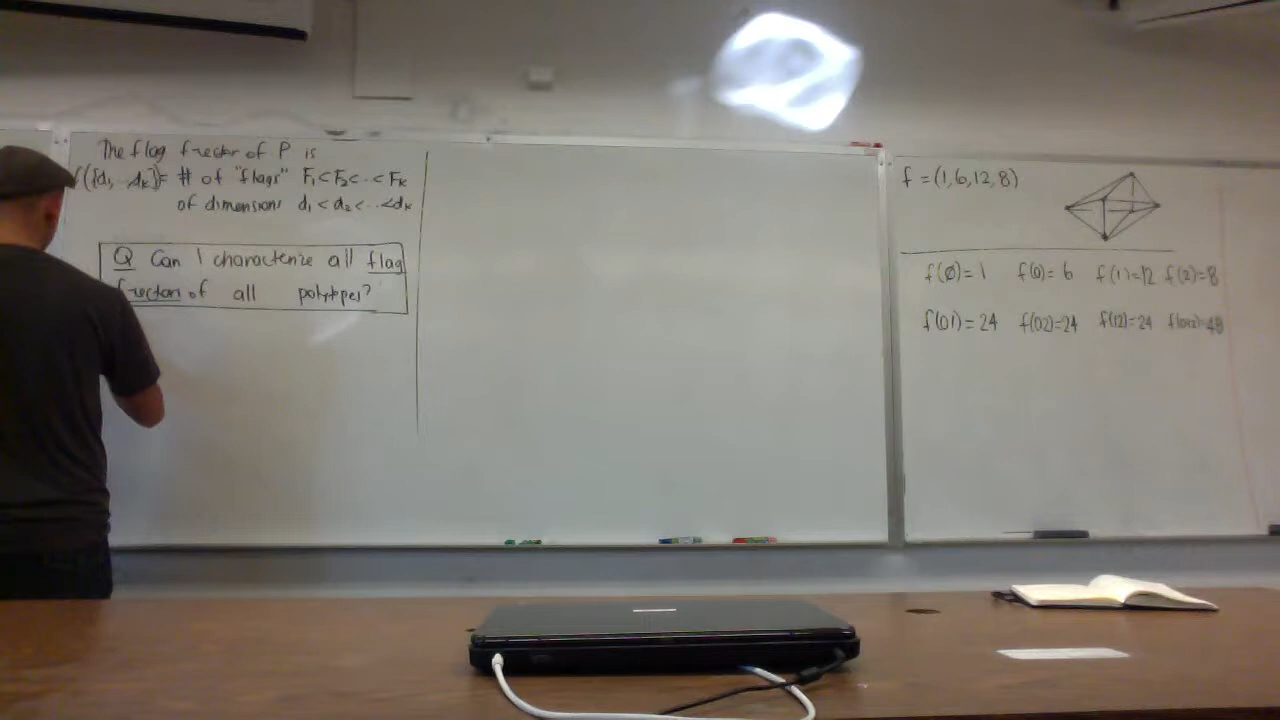 The flag f-vector of P is
f({d₁,...,dₖ})= # of "flags" F₁<F₂<...<Fₖ
of dimensions d₁<d₂<...<dₖ
Q Can I characterize all flag
f-vectors of all polytopes?
f = (1,6,12,8)
f(∅)=1 f(0)=6 f(1)=12 f(2)=8
f(01)=24 f(02)=24 f(12)=24 f(012)=48